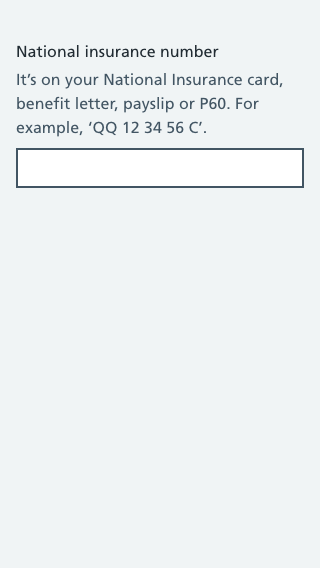 National insurance number
It’s on your National Insurance card,
benefit letter, payslip or P60. For
example, ‘QQ 12 34 56 C’.